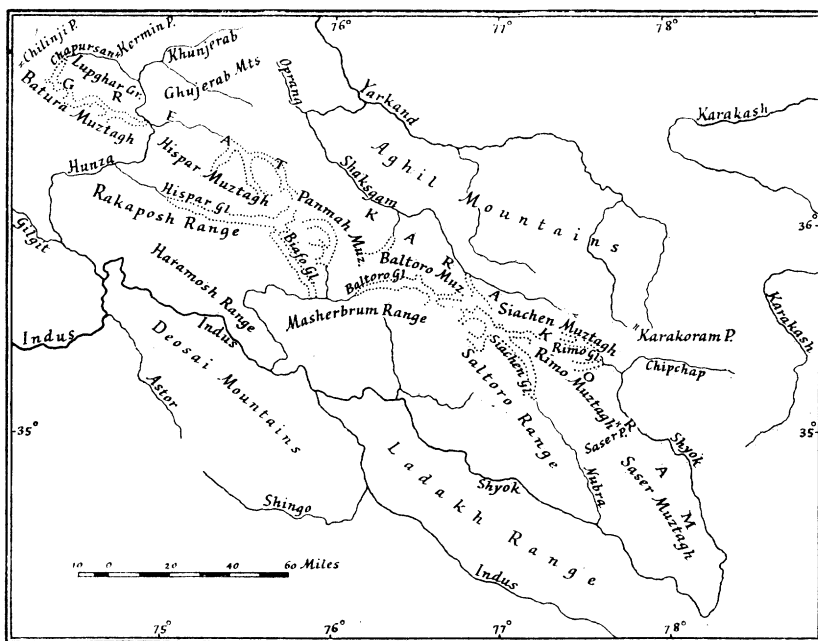 76° 77° 78°
Chilinji P.
Chapursan
Kermin P.
Khunjerab
Lupghar Gr.
Ghujerab Mts
Oprang
Yarkand
Karakash
Batura Muztagh
GREAT KARAKORAM
Aghil Mountains
Hunza
Hispar Muztagh
Shaksgam
Hispar Gl.
Panmah Muz.
Rakaposh Range
36°
Gilgit
Biafo Gl.
Baltoro Muz.
Baltoro Gl.
Haramosh Range
Siachen Muztagh
Karakash
Masherbrum Range
Karakoram P.
Indus
Indus
Rimo Gl.
Rimo Muztagh
Chipchap
Siachen Gl.
Deosai Mountains
Saltoro Range
Astor
35°
Saser P.
Shyok
35°
Saser Muztagh
Nubra
Ladakh Range
Shyok
Shingo
Indus
10 0 20 40 60 Miles
75° 76° 77° 78°